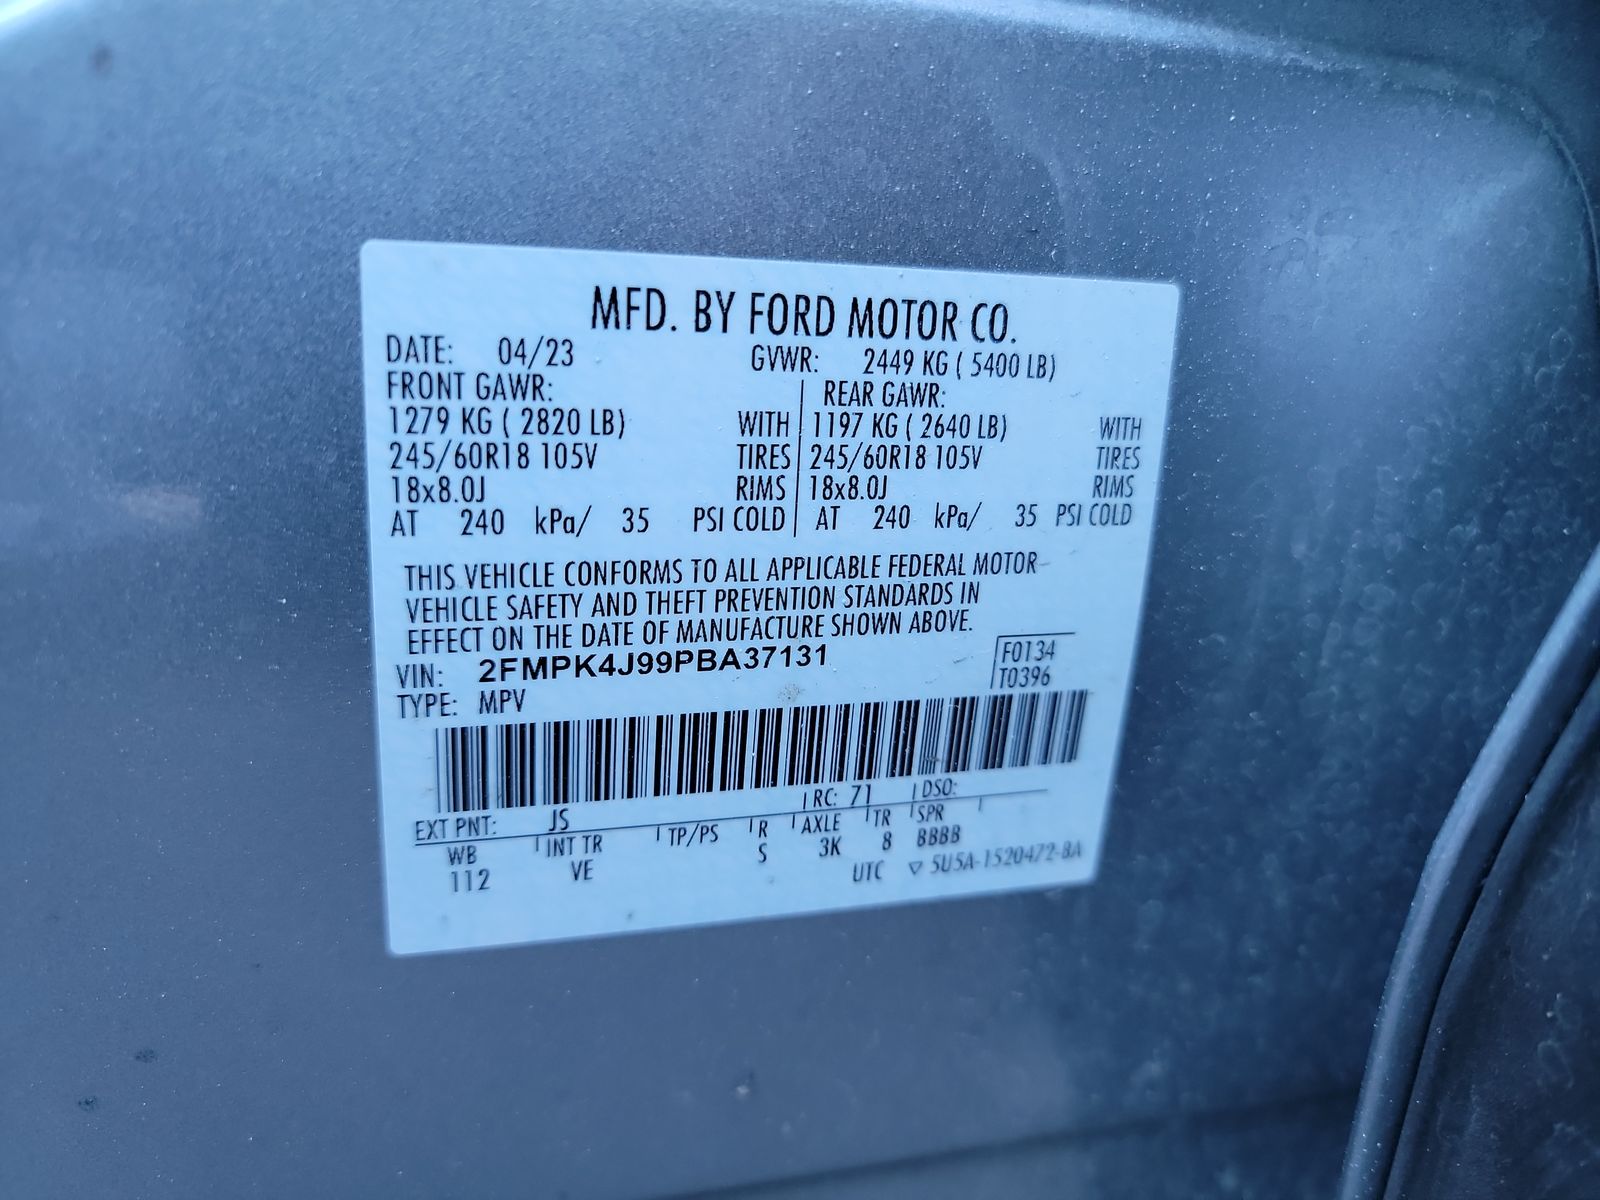 MFD. BY FORD MOTOR CO.
DATE: 04/23 GVWR: 2449 KG ( 5400 LB)
FRONT GAWR: REAR GAWR:
1279 KG ( 2820 LB) WITH 1197 KG ( 2640 LB) WITH
245/60R18 105V TIRES 245/60R18 105V TIRES
18x8.0J RIMS 18x8.0J RIMS
AT 240 kPa/ 35 PSI COLD AT 240 kPa/ 35 PSI COLD
THIS VEHICLE CONFORMS TO ALL APPLICABLE FEDERAL MOTOR
VEHICLE SAFETY AND THEFT PREVENTION STANDARDS IN
EFFECT ON THE DATE OF MANUFACTURE SHOWN ABOVE.
VIN: 2FMPK4J99PBA37131 F0134
TYPE: MPV T0396
EXT PNT: JS RC: 71 DSO:
WB INT TR TP/PS R AXLE TR SPR
112 VE S 3K 8 BBBB
UTC ▽ 5U5A-1520472-BA